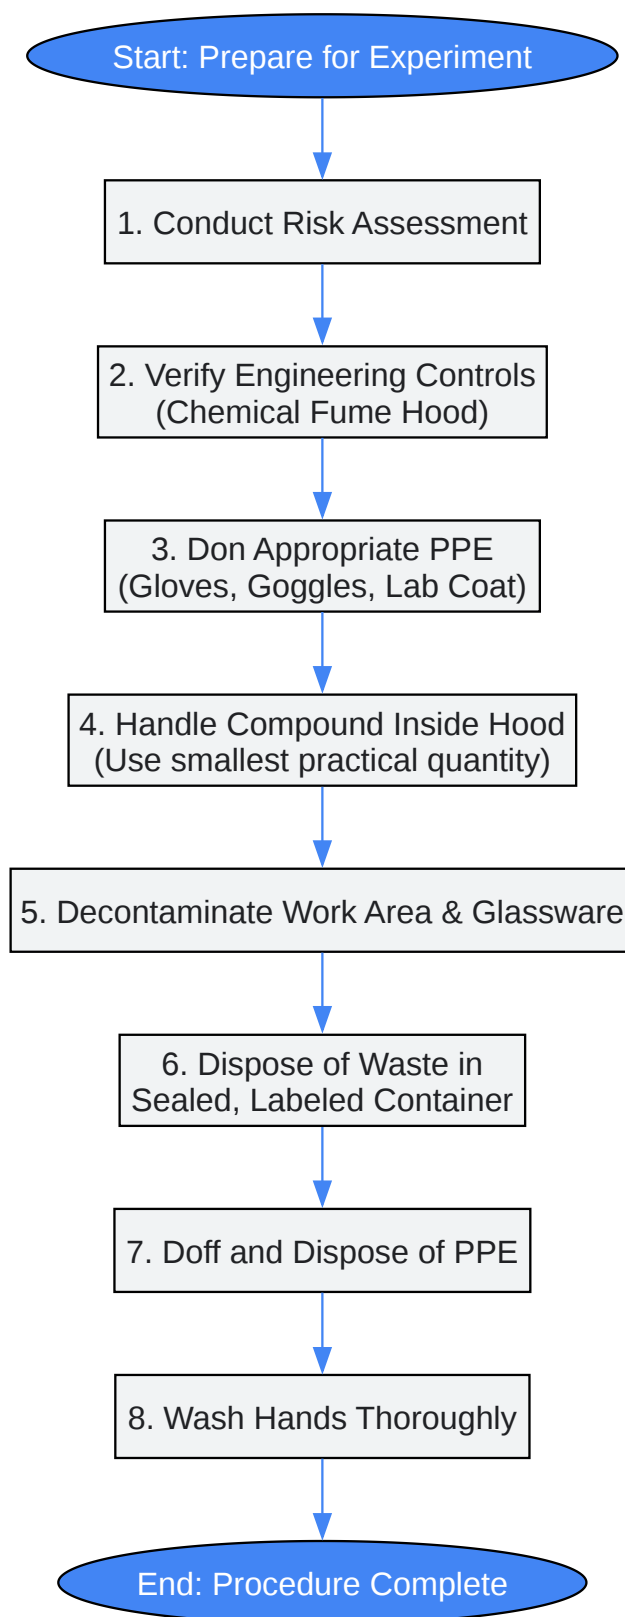 Start: Prepare for Experiment
1. Conduct Risk Assessment
2. Verify Engineering Controls
(Chemical Fume Hood)
3. Don Appropriate PPE
(Gloves, Goggles, Lab Coat)
4. Handle Compound Inside Hood
(Use smallest practical quantity)
5. Decontaminate Work Area & Glassware
6. Dispose of Waste in
Sealed, Labeled Container
7. Doff and Dispose of PPE
8. Wash Hands Thoroughly
End: Procedure Complete